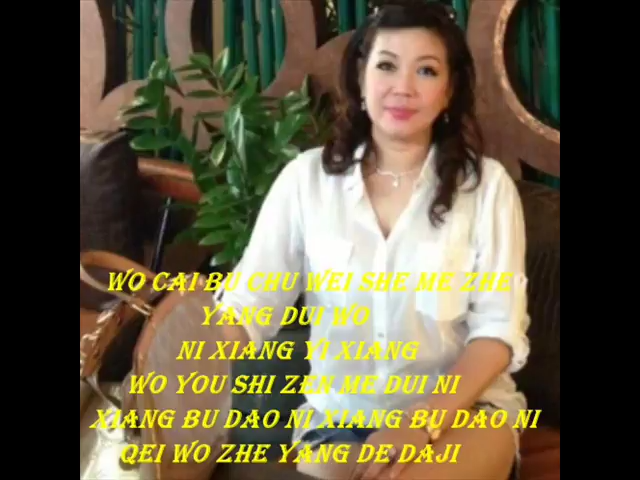 WO CAI BU CHU WEI SHE ME ZHE
YANG DUI WO
NI XIANG YI XIANG
WO YOU SHI ZEN ME DUI NI
XIANG BU DAO NI XIANG BU DAO NI
QEI WO ZHE YANG DE DAJI